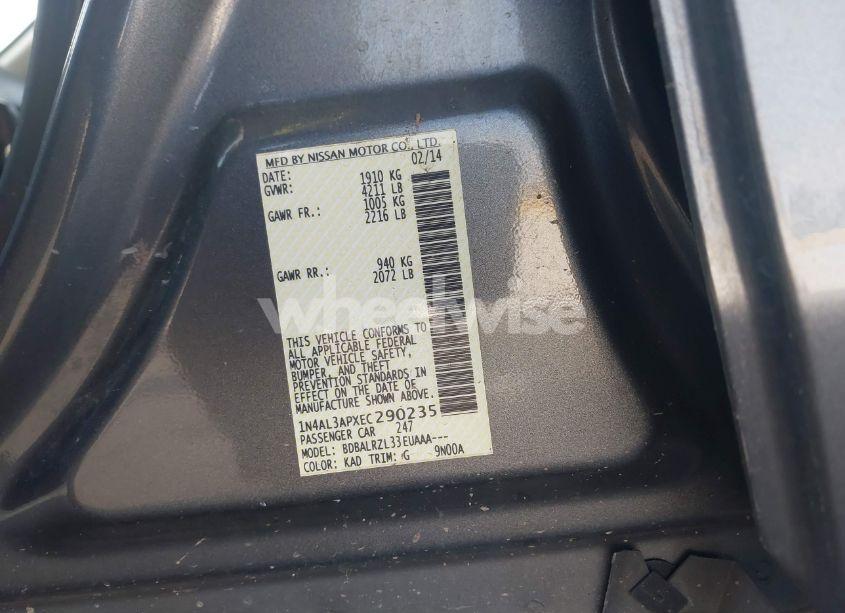 MFD BY NISSAN MOTOR CO., LTD.
DATE: 02/14
GVWR: 1910 KG
4211 LB
GAWR FR.: 1005 KG
2216 LB
GAWR RR.: 940 KG
2072 LB
wheelwise
THIS VEHICLE CONFORMS TO
ALL APPLICABLE FEDERAL
MOTOR VEHICLE SAFETY,
BUMPER, AND THEFT
PREVENTION STANDARDS IN
EFFECT ON THE DATE OF
MANUFACTURE SHOWN ABOVE.
1N4AL3APXEC290235
PASSENGER CAR 247
MODEL: BDBALRZL33EUAAA---
COLOR: KAD TRIM: G 9N00A